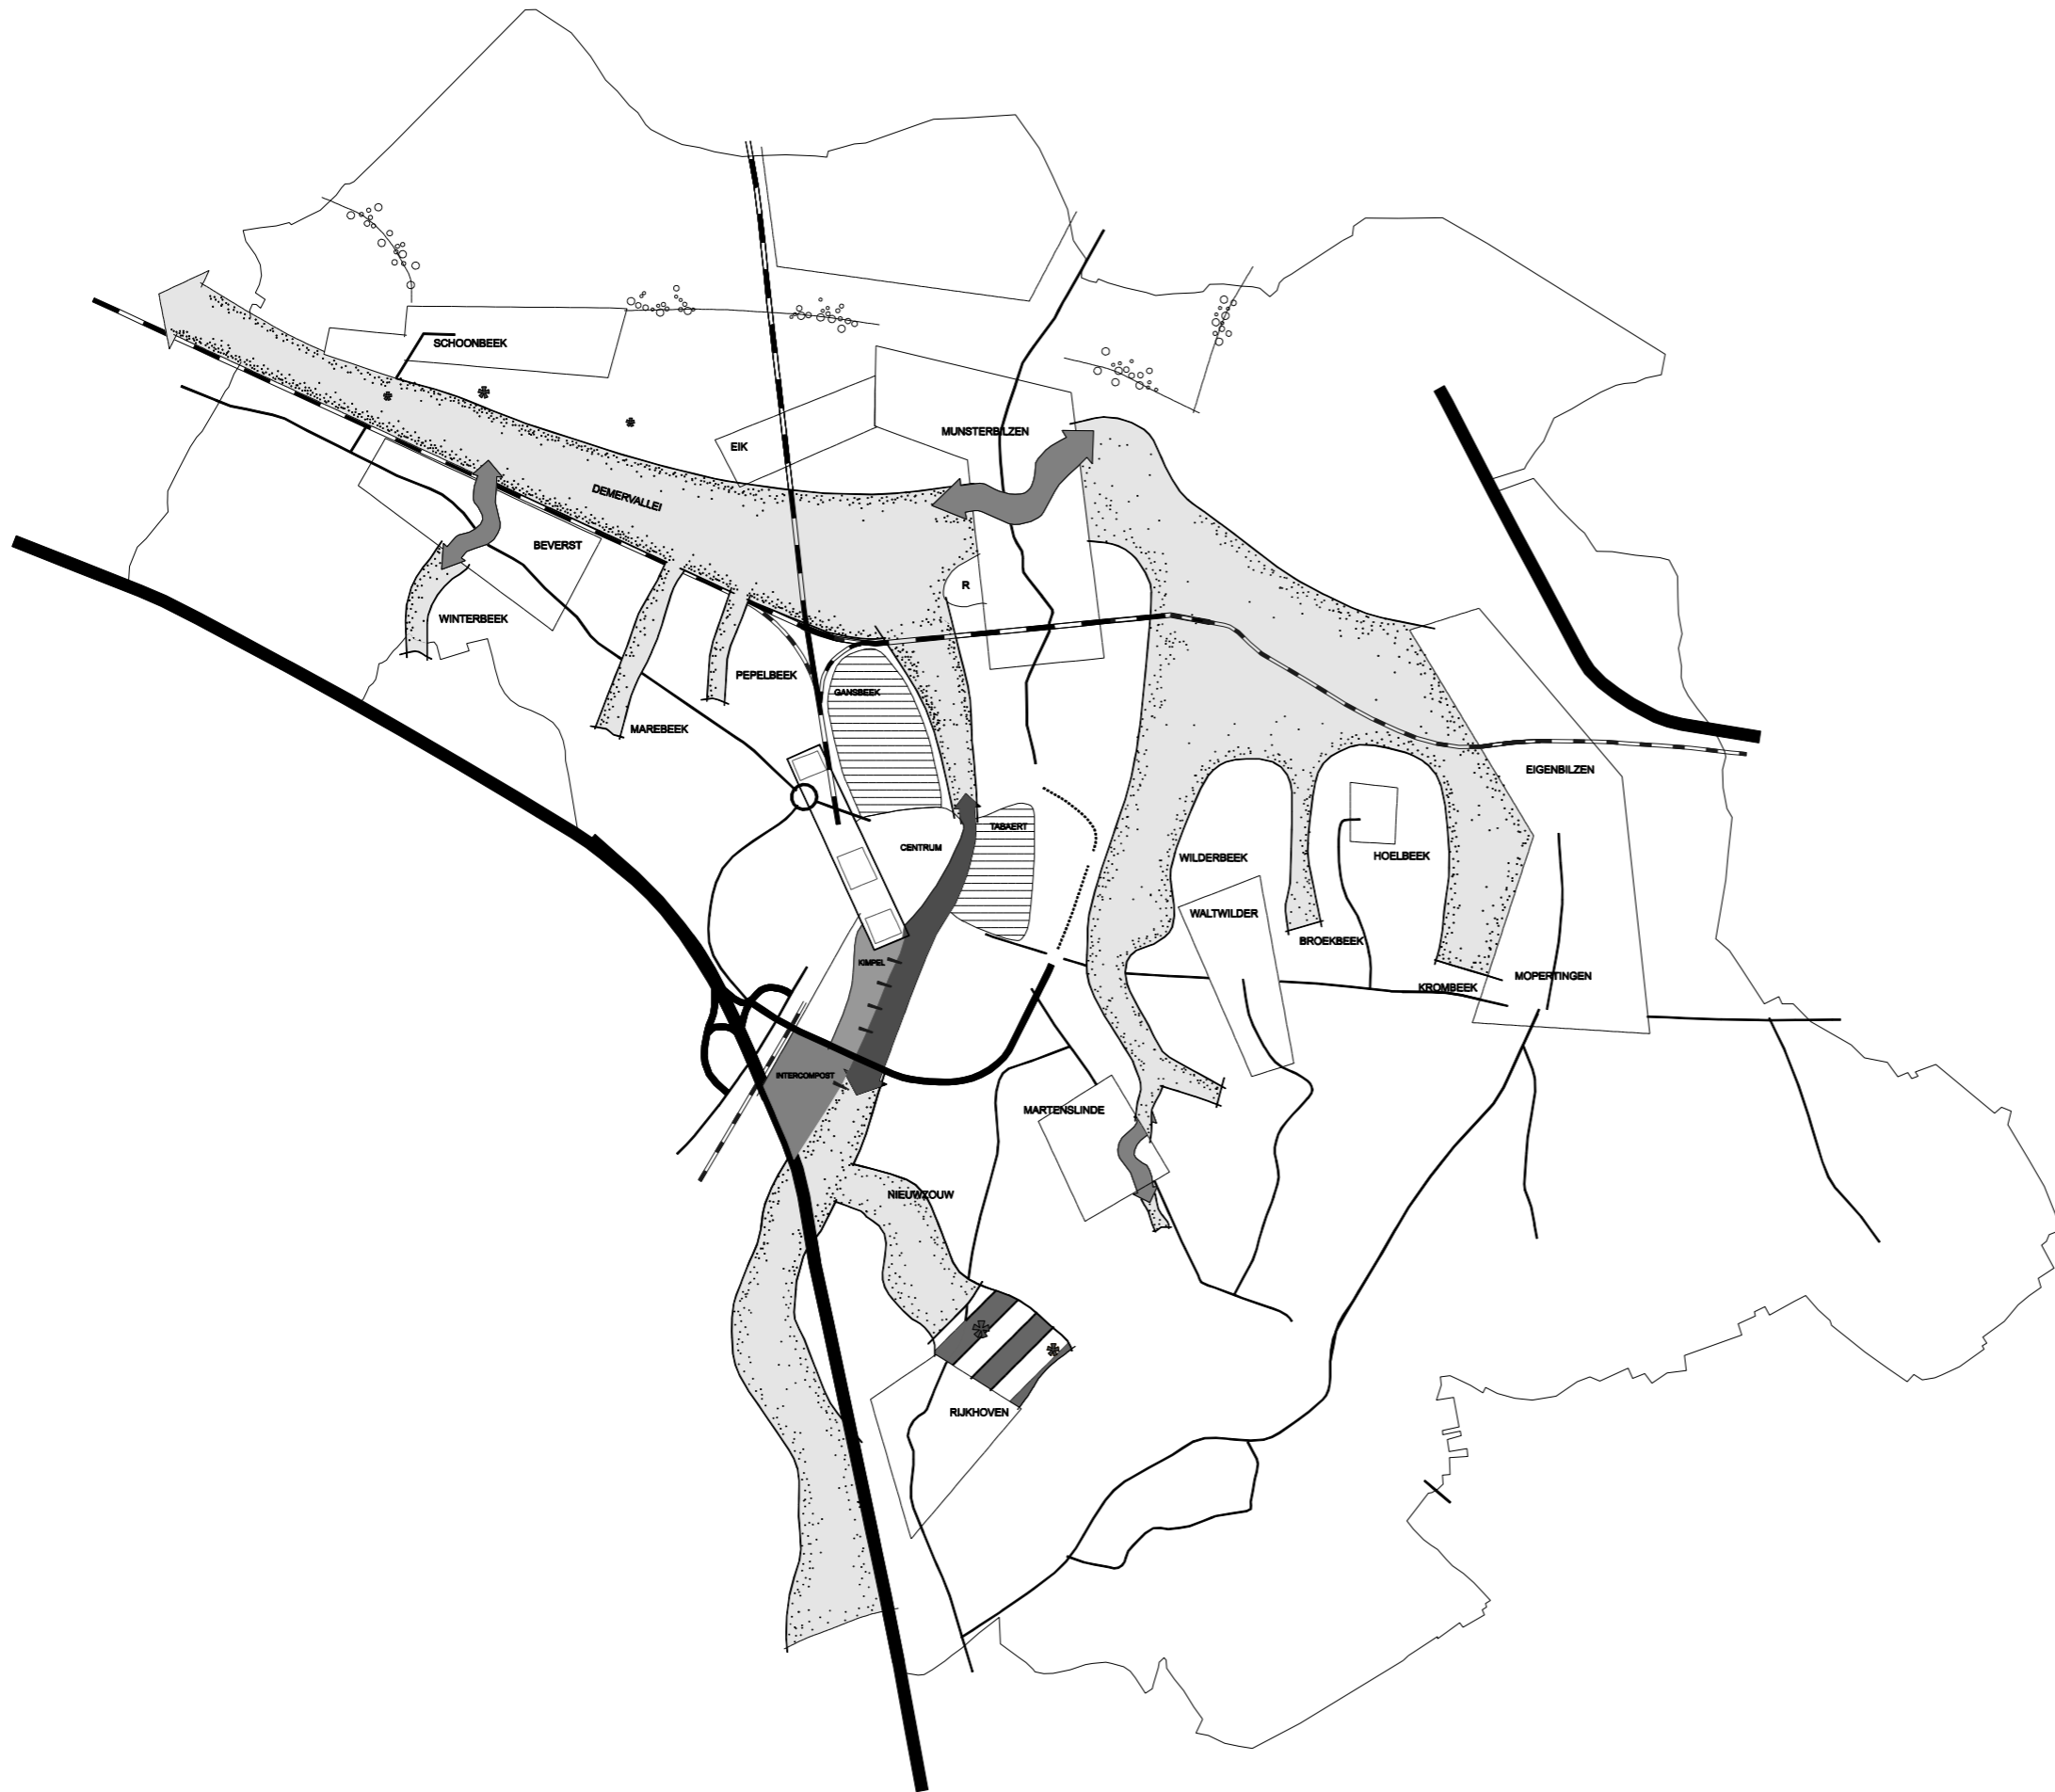 SCHOONBEEK
MUNSTERBILZEN
EIK
DEMERVALLEI
BEVERST
R
WINTERBEEK
PEPELBEEK
GANSBEEK
MAREBEEK
EIGENBILZEN
TABAERT
CENTRUM
WILDERBEEK
HOELBEEK
WALTWILDER
BROEKBEEK
KIMPEL
MOPERTINGEN
KROMBEEK
INTERCOMPOST
MARTENSLINDE
NIEUWZOUW
RIJKHOVEN